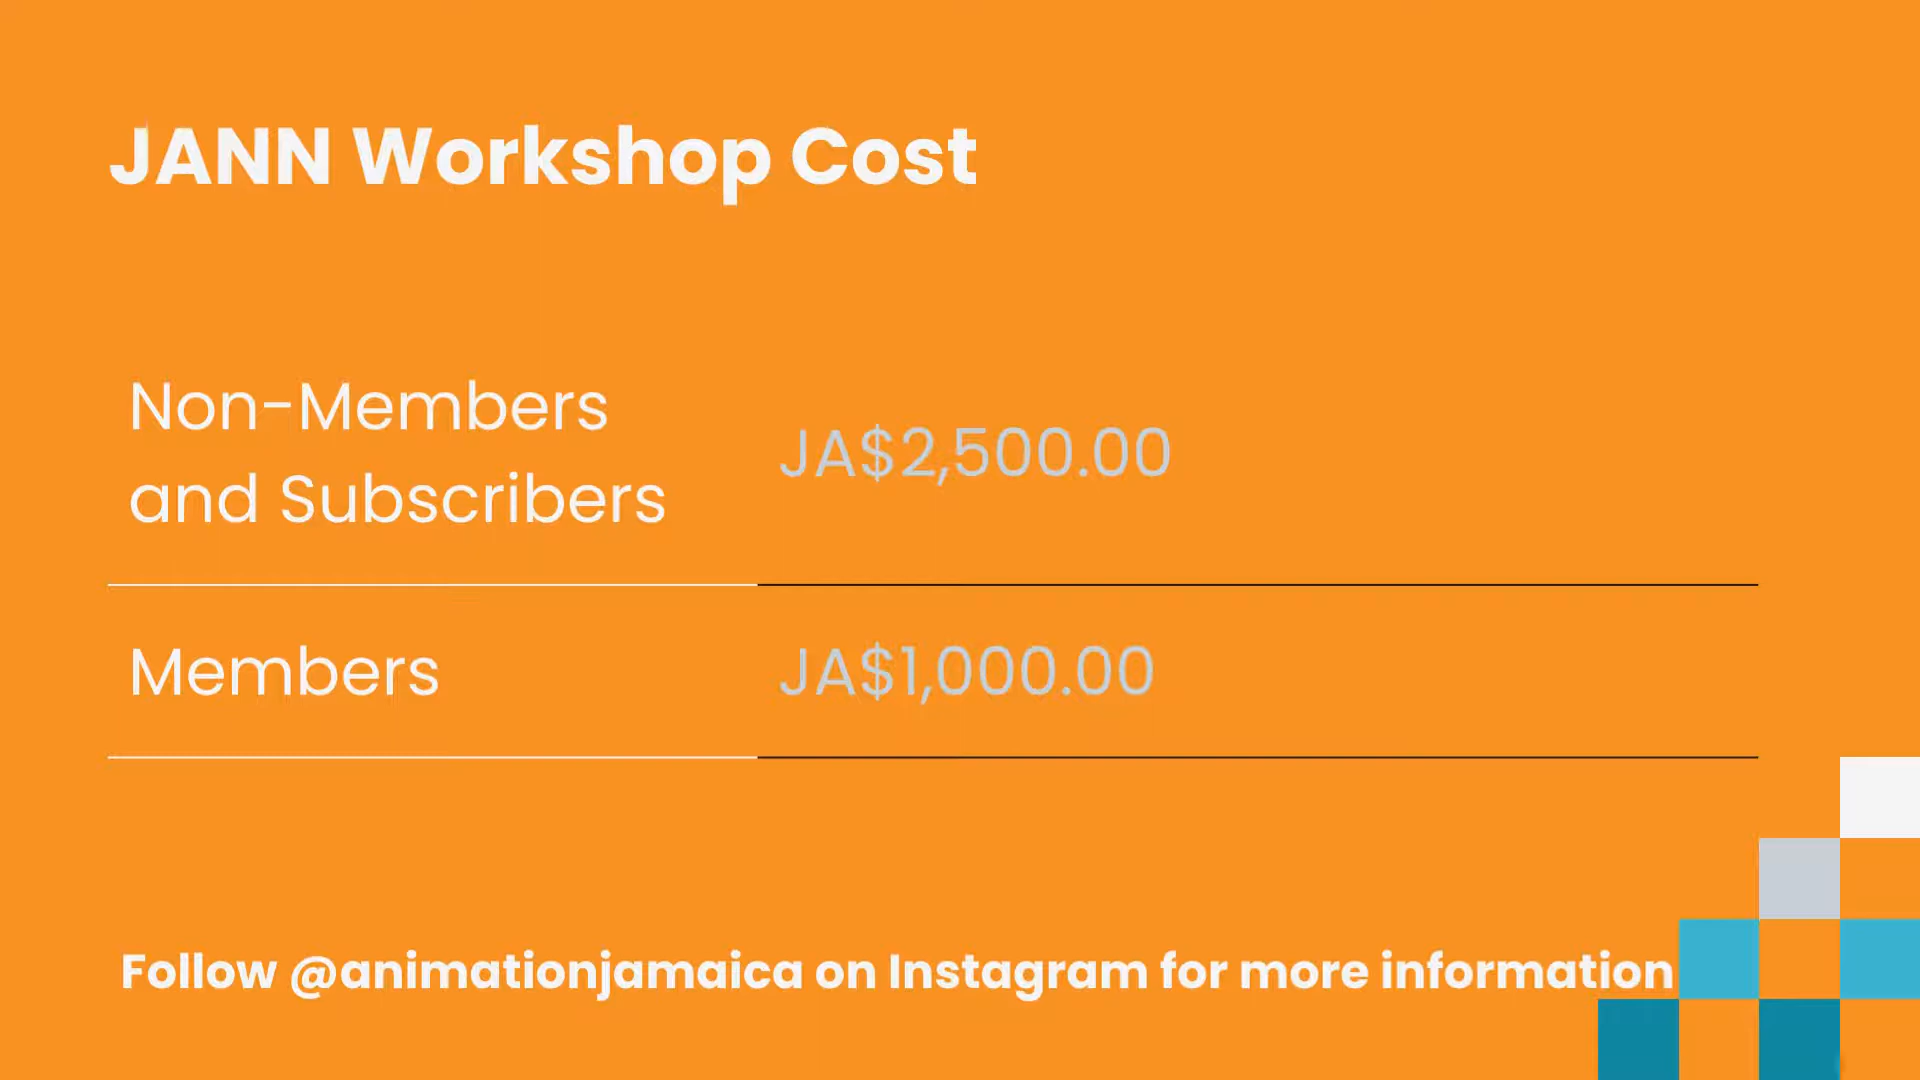 JANN Workshop Cost
Non-Members
and Subscribers
JA$2,500.00
Members
JA$1,000.00
Follow @animationjamaica on Instagram for more information